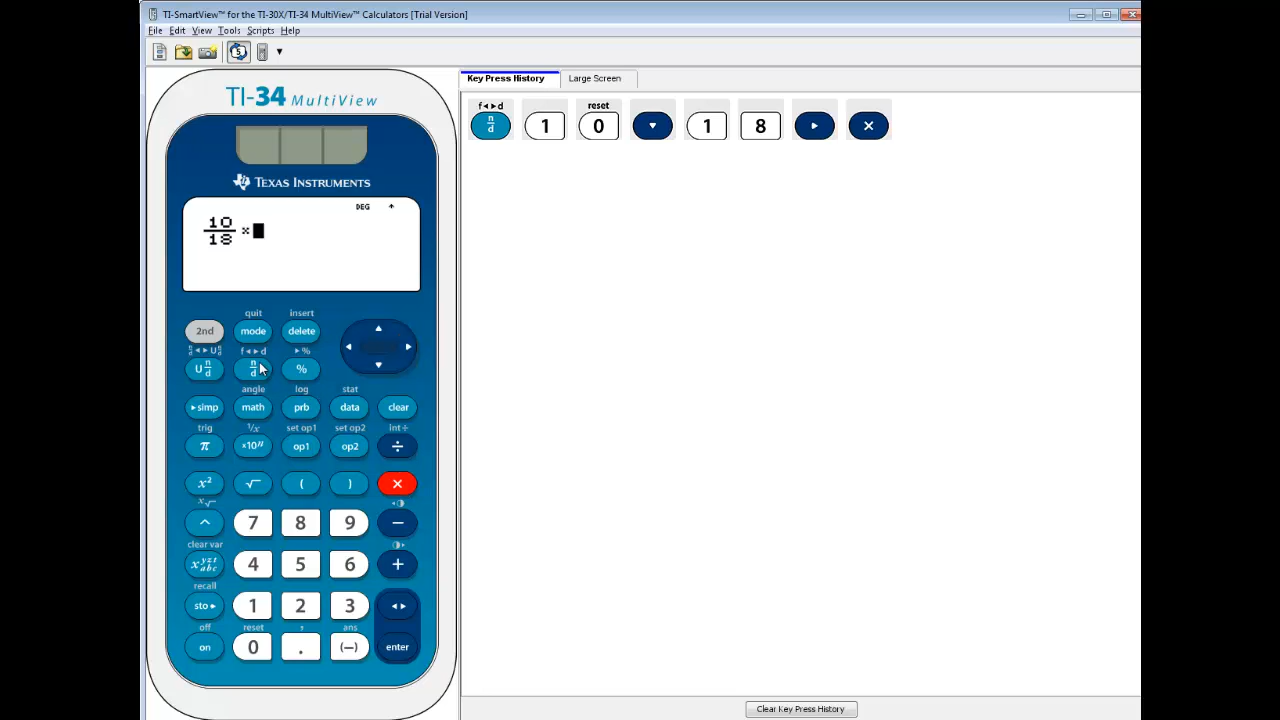 TI-SmartView™ for the TI-30X/TI-34 MultiView™ Calculators [Trial Version]
File Edit View Tools Scripts Help
Key Press History Large Screen
TI-34 MultiView
f◄►d reset
n/d 1 0 ▼ 1 8 ► ×
TEXAS INSTRUMENTS
DEG
10
18 ×
quit insert
2nd mode delete
f◄►d ►%
U n/d n/d %
angle log stat
►simp math prb data clear
trig 1/x set op1 set op2 int÷
π ×10ⁿ op1 op2 ÷
x² √ ( ) ×
x√
^ 7 8 9 −
clear var
x yzt abc 4 5 6 +
recall
sto► 1 2 3 ◄►
off reset , ans
on 0 . (−) enter
Clear Key Press History